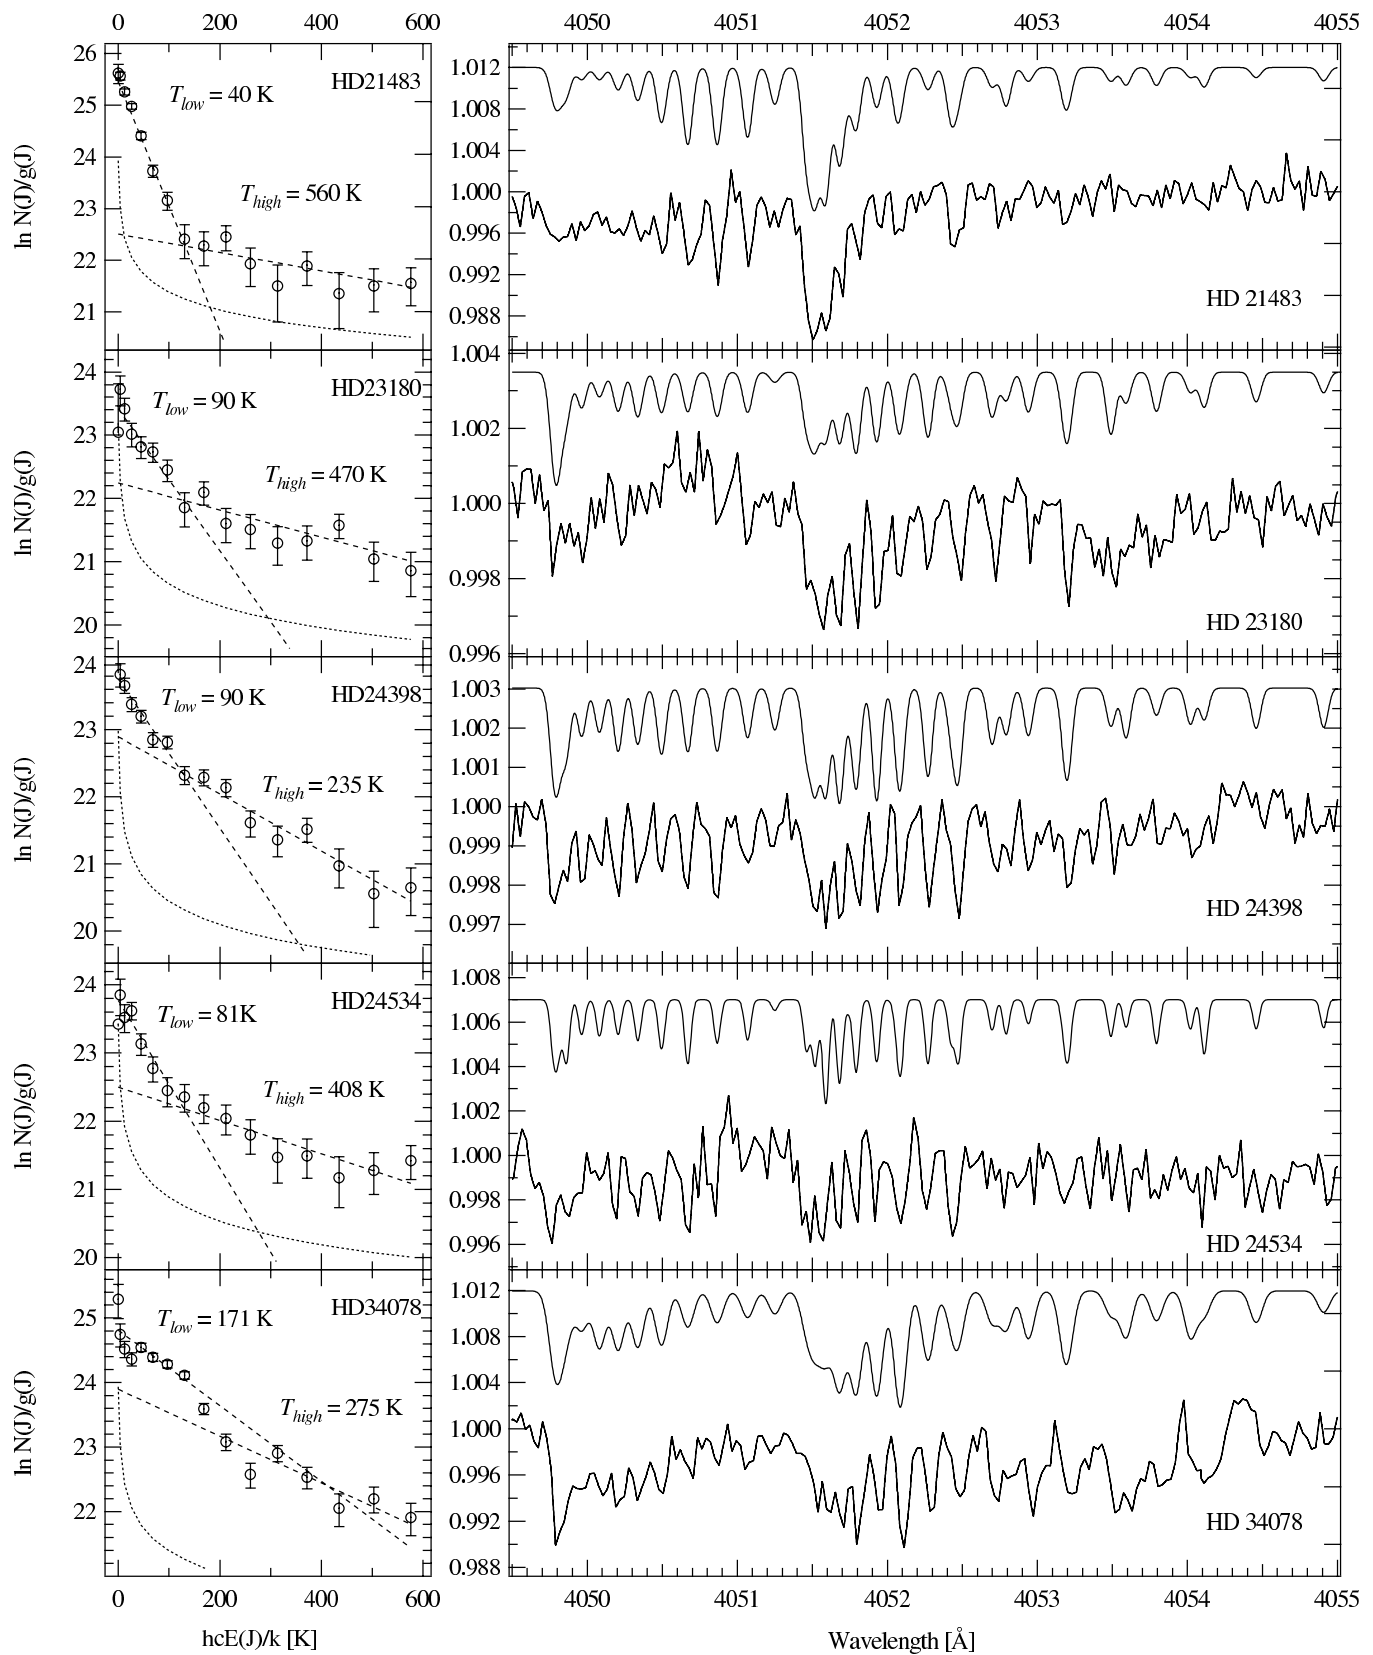 0 200 400 600 4050 4051 4052 4053 4054 4055
26 25 24 23 22 21
ln N(J)/g(J)
T_low = 40 K
HD21483
T_high = 560 K
1.012 1.008 1.004 1.000 0.996 0.992 0.988
HD 21483
24 23 22 21 20
ln N(J)/g(J)
T_low = 90 K
HD23180
T_high = 470 K
1.004 1.002 1.000 0.998 0.996
HD 23180
24 23 22 21 20
ln N(J)/g(J)
T_low = 90 K
HD24398
T_high = 235 K
1.003 1.002 1.001 1.000 0.999 0.998 0.997
HD 24398
24 23 22 21 20
ln N(J)/g(J)
T_low = 81K
HD24534
T_high = 408 K
1.008 1.006 1.004 1.002 1.000 0.998 0.996
HD 24534
25 24 23 22
ln N(J)/g(J)
T_low = 171 K
HD34078
T_high = 275 K
1.012 1.008 1.004 1.000 0.996 0.992 0.988
HD 34078
0 200 400 600 4050 4051 4052 4053 4054 4055
hcE(J)/k [K]
Wavelength [Å]